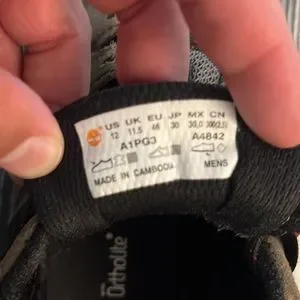 US UK EU JP MX CN
12 11.5 46 30 30.0 300(2.5)
A1PG3 A4842
MADE IN CAMBODIA MENS
OrthoLite